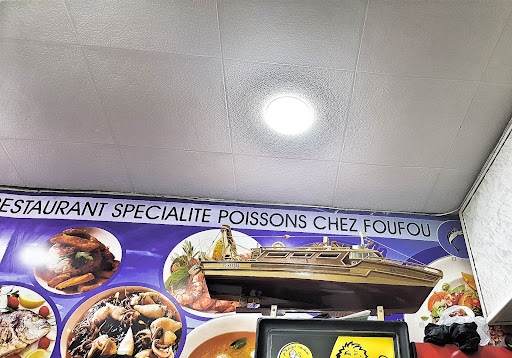 RESTAURANT SPECIALITE POISSONS CHEZ FOUFOU